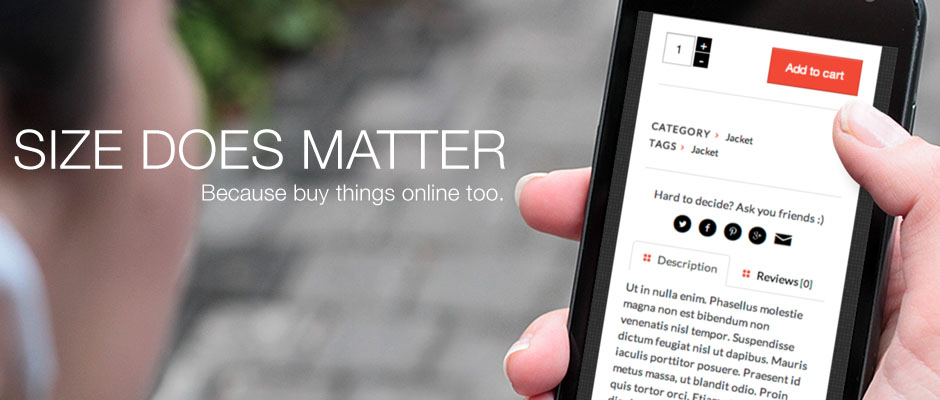 SIZE DOES MATTER
Because buy things online too.
1
+
-
Add to cart
CATEGORY › Jacket
TAGS › Jacket
Hard to decide? Ask you friends :)
Description
Reviews [0]
Ut in nulla enim. Phasellus molestie
magna non est bibendum non
venenatis nisl tempor. Suspendisse
dictum feugiat nisl ut dapibus. Mauris
iaculis porttitor posuere. Praesent id
metus massa, ut blandit odio. Proin
quis tortor orci.